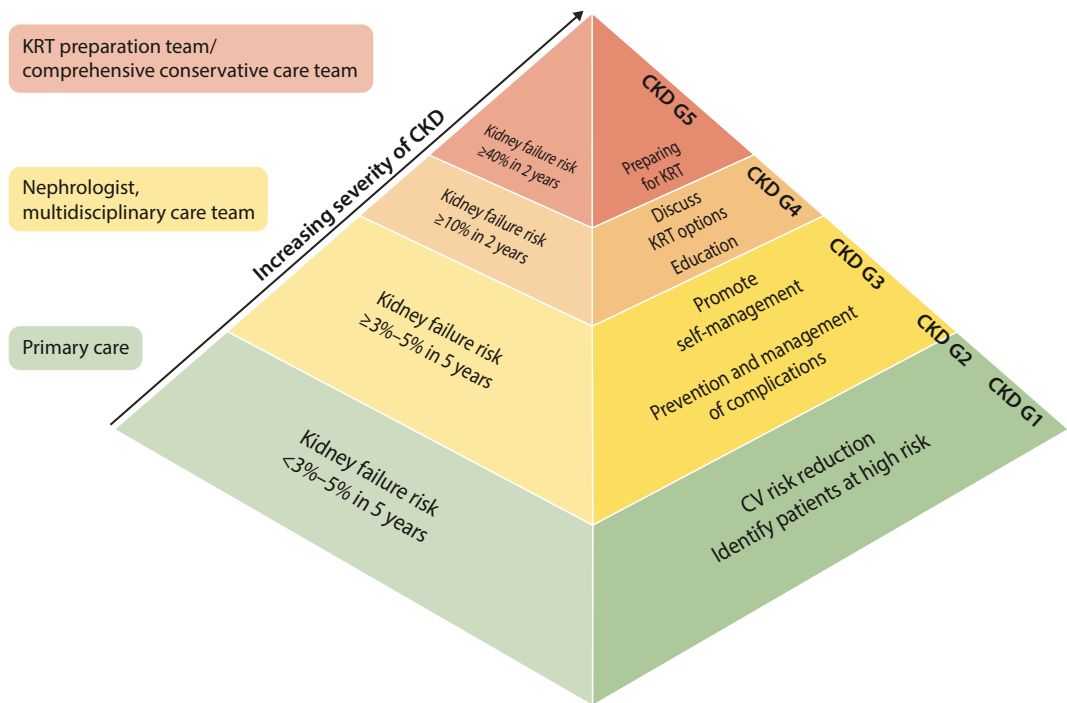 KRT preparation team/
comprehensive conservative care team
Nephrologist,
multidisciplinary care team
Primary care
Increasing severity of CKD
Kidney failure risk
≥40% in 2 years
CKD G5
Preparing
for KRT
Kidney failure risk
≥10% in 2 years
CKD G4
Discuss
KRT options
Education
Kidney failure risk
≥3%–5% in 5 years
CKD G3
Promote
self-management
Prevention and management
of complications
CKD G2
Kidney failure risk
<3%–5% in 5 years
CKD G1
CV risk reduction
Identify patients at high risk